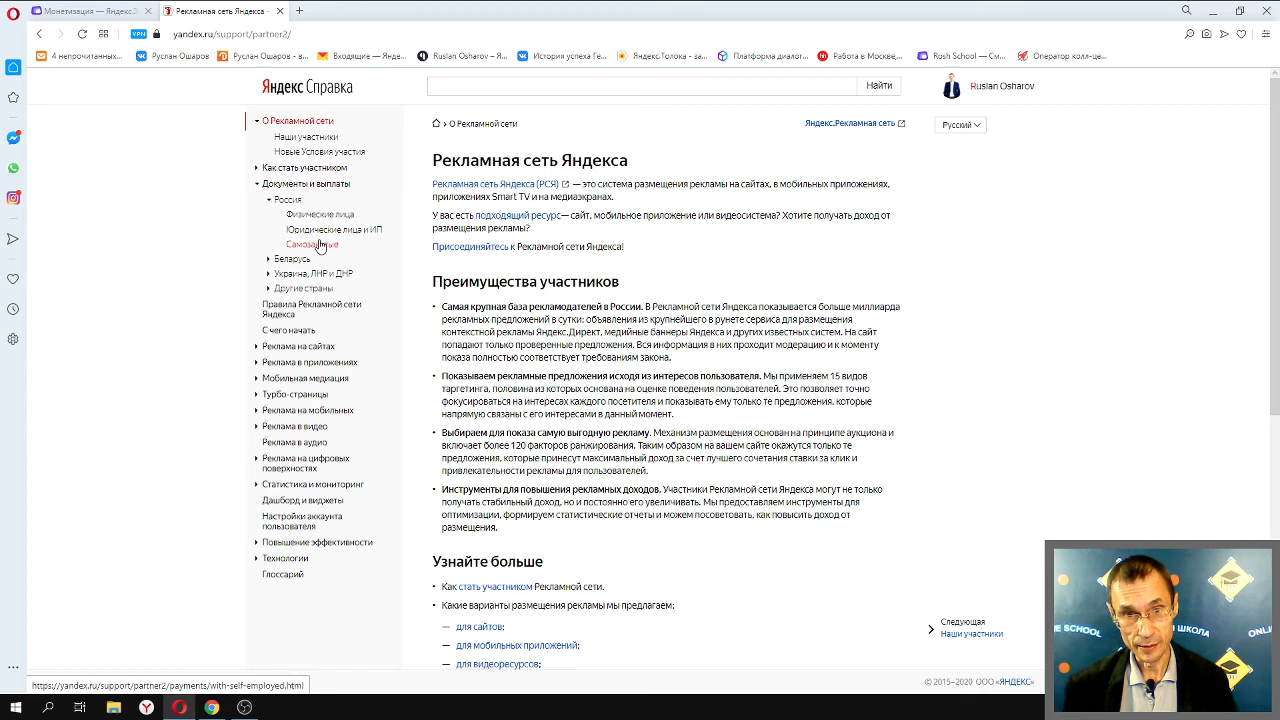 Монетизация — Яндекс.Э
Рекламная сеть Яндекса -
VPN
yandex.ru/support/partner2/
4 непрочитанных...
Руслан Ошаров
Руслан Ошаров - в...
Входящие — Яндек...
Ruslan Osharov – Я...
История успеха Ге...
Яндекс.Толока - за...
Платформа диалог...
Работа в Москве,...
Rosh School — См...
Оператор колл-це...
Яндекс Справка
Найти
Ruslan Osharov
О Рекламной сети
Наши участники
Новые Условия участия
Как стать участником
Документы и выплаты
Россия
Физические лица
Юридические лица и ИП
Самозанятые
Беларусь
Украина, ЛНР и ДНР
Другие страны
Правила Рекламной сети
Яндекса
С чего начать
Реклама на сайтах
Реклама в приложениях
Мобильная медиация
Турбо-страницы
Реклама на мобильных
Реклама в видео
Реклама в аудио
Реклама на цифровых
поверхностях
Статистика и мониторинг
Дашборд и виджеты
Настройки аккаунта
пользователя
Повышение эффективности
Технологии
Глоссарий
О Рекламной сети
Яндекс.Рекламная сеть
Русский
Рекламная сеть Яндекса
Рекламная сеть Яндекса (РСЯ) — это система размещения рекламы на сайтах, в мобильных приложениях,
приложениях Smart TV и на медиаэкранах.
У вас есть подходящий ресурс— сайт, мобильное приложение или видеосистема? Хотите получать доход от
размещения рекламы?
Присоединяйтесь к Рекламной сети Яндекса!
Преимущества участников
• Самая крупная база рекламодателей в России. В Рекламной сети Яндекса показывается больше миллиарда
рекламных предложений в сутки: объявления из крупнейшего в рунете сервиса для размещения
контекстной рекламы Яндекс.Директ, медийные баннеры Яндекса и других известных систем. На сайт
попадают только проверенные предложения. Вся информация в них проходит модерацию и к моменту
показа полностью соответствует требованиям закона.
• Показываем рекламные предложения исходя из интересов пользователя. Мы применяем 15 видов
таргетинга, половина из которых основана на оценке поведения пользователей. Это позволяет точно
фокусироваться на интересах каждого посетителя и показывать ему только те предложения, которые
напрямую связаны с его интересами в данный момент.
• Выбираем для показа самую выгодную рекламу. Механизм размещения основан на принципе аукциона и
включает более 120 факторов ранжирования. Таким образом на вашем сайте окажутся только те
предложения, которые принесут максимальный доход за счет лучшего сочетания ставки за клик и
привлекательности рекламы для пользователей.
• Инструменты для повышения рекламных доходов. Участники Рекламной сети Яндекса могут не только
получать стабильный доход, но и постоянно его увеличивать. Мы предоставляем инструменты для
оптимизации, формируем статистические отчеты и можем посоветовать, как повысить доход от
размещения.
Узнайте больше
• Как стать участником Рекламной сети.
• Какие варианты размещения рекламы мы предлагаем:
— для сайтов;
— для мобильных приложений;
— для видеоресурсов;
Следующая
Наши участники
© 2015–2020 ООО «ЯНДЕКС»
https://yandex.ru/support/partner2/payments/with-self-employed.html
NE SCHOOL
ШКОЛА
ONLI